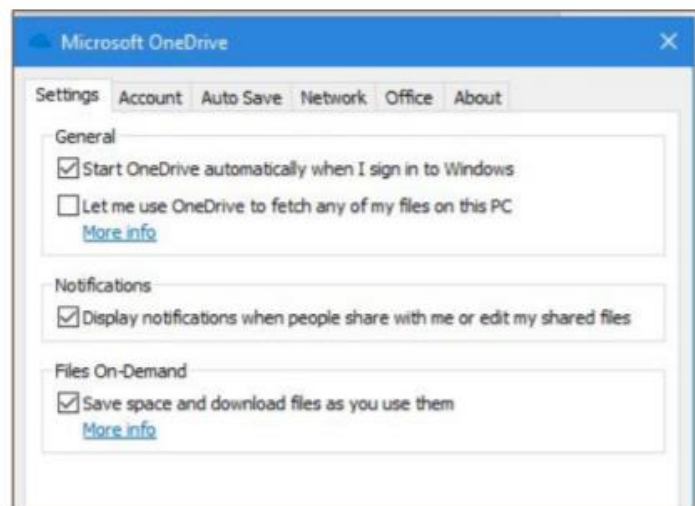 Microsoft OneDrive
Settings Account Auto Save Network Office About
General
Start OneDrive automatically when I sign in to Windows
Let me use OneDrive to fetch any of my files on this PC
More info
Notifications
Display notifications when people share with me or edit my shared files
Files On-Demand
Save space and download files as you use them
More info